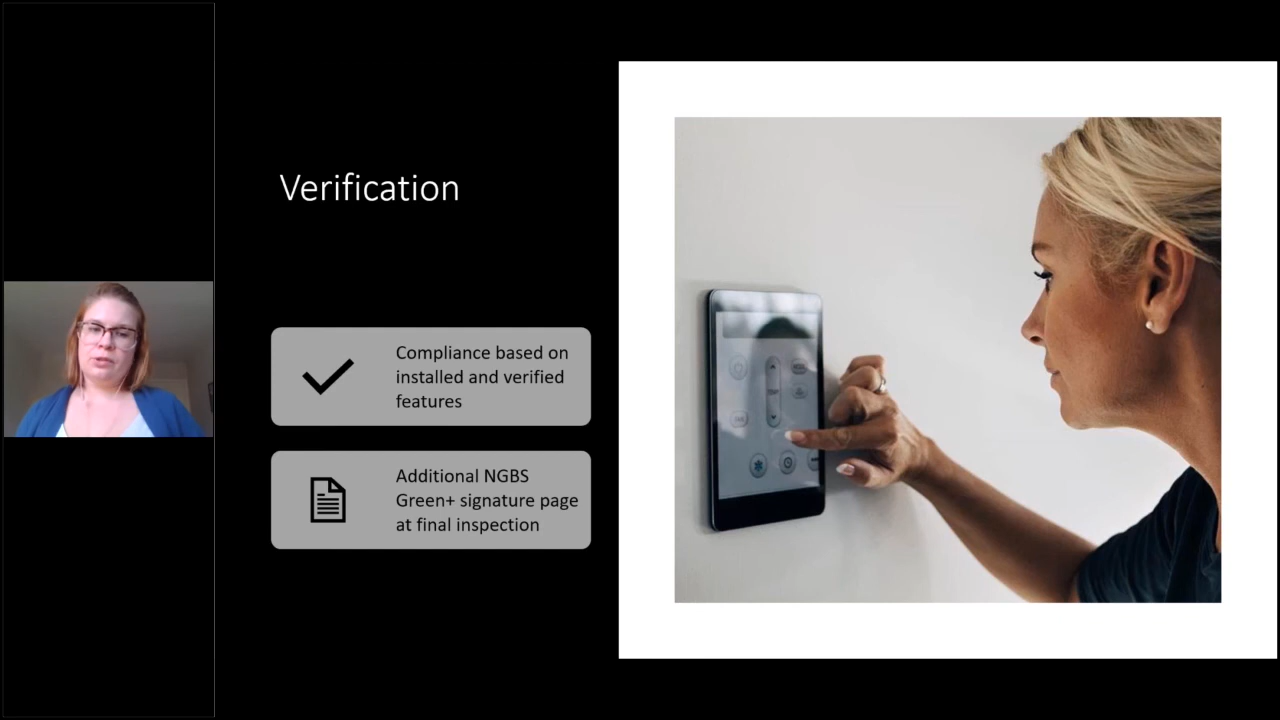 Verification
Compliance based on
installed and verified
features
Additional NGBS
Green+ signature page
at final inspection